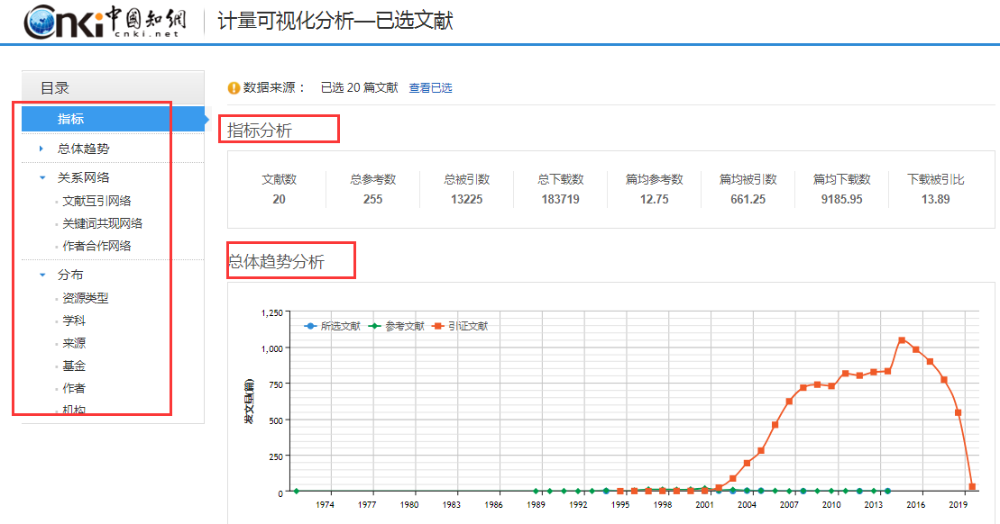 Cnki中國知網
cnki.net
计量可视化分析—已选文献
目录
指标
总体趋势
关系网络
文献互引网络
关键词共现网络
作者合作网络
分布
资源类型
学科
来源
基金
作者
机构
数据来源： 已选 20 篇文献 查看已选
指标分析
文献数 总参考数 总被引数 总下载数 篇均参考数 篇均被引数 篇均下载数 下载被引比
20 255 13225 183719 12.75 661.25 9185.95 13.89
总体趋势分析
所选文献 参考文献 引证文献
发文量(篇)
1,250
1,000
750
500
250
0
1974 1977 1980 1983 1986 1989 1992 1995 1998 2001 2004 2007 2010 2013 2016 2019